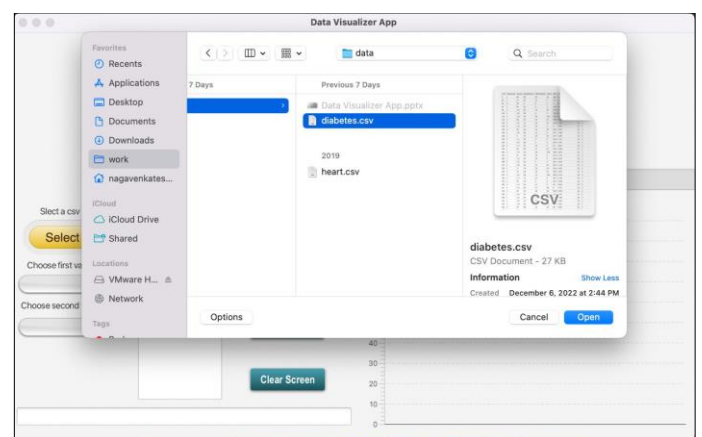 Data Visualizer App
Favorites
Recents
Applications
Desktop
Documents
Downloads
work
nagavenkates...
iCloud
iCloud Drive
Shared
Locations
VMware H...
Network
Tags
data
Search
7 Days
Previous 7 Days
Data Visualizer App.pptx
diabetes.csv
2019
heart.csv
CSV
diabetes.csv
CSV Document - 27 KB
Information Show Less
Created December 6, 2022 at 2:44 PM
Options
Cancel
Open
Slect a csv
Select
Choose first va
Choose second
Clear Screen
40
30
20
10
0